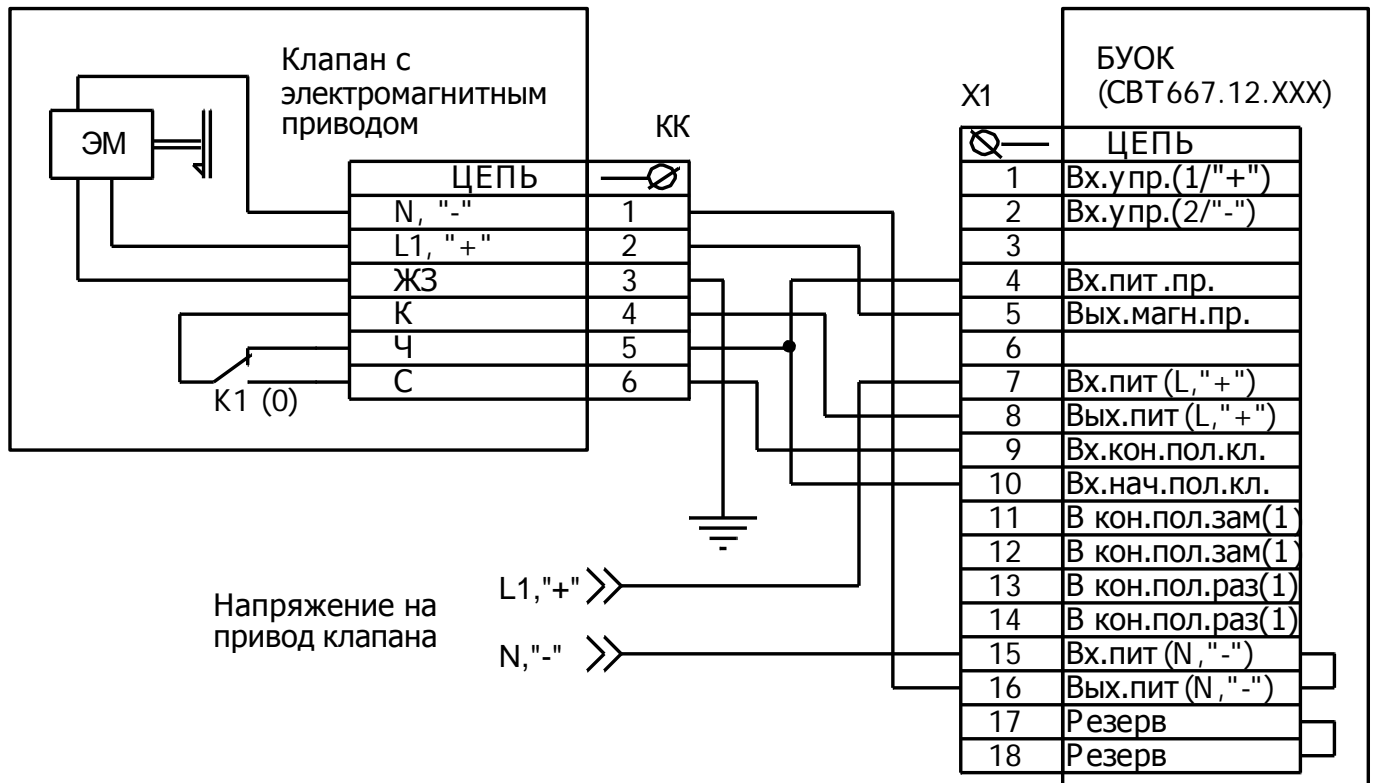 Клапан с
электромагнитным
приводом
ЭМ
КК
ЦЕПЬ
N, "-" 1
L1, "+" 2
ЖЗ 3
К 4
Ч 5
С 6
К1 (0)
Напряжение на
привод клапана
L1,"+"
N,"-"
БУОК
(СВТ667.12.XXX)
X1
ЦЕПЬ
1 Вх.упр.(1/"+")
2 Вх.упр.(2/"-")
3
4 Вх.пит.пр.
5 Вых.магн.пр.
6
7 Вх.пит(L,"+")
8 Вых.пит(L,"+")
9 Вх.кон.пол.кл.
10 Вх.нач.пол.кл.
11 В кон.пол.зам(1)
12 В кон.пол.зам(1)
13 В кон.пол.раз(1)
14 В кон.пол.раз(1)
15 Вх.пит(N,"-")
16 Вых.пит(N,"-")
17 Резерв
18 Резерв